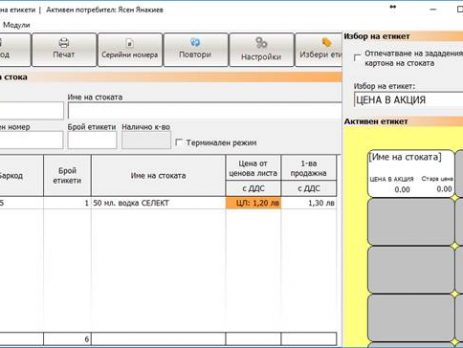 на етикети | Активен потребител: Ясен Янакиев
Модули
од
Печат
Серийни номера
Повтори
Настройки
Избери ети
Избор на етикет
Отпечатване на зададения
картона на стоката
Избор на етикет:
ЦЕНА В АКЦИЯ
Активен етикет
а стока
Име на стоката
ен номер
Брой етикети
Налично к-во
Терминален режим
Баркод
Брой
етикети
Име на стоката
Цена от
ценова листа
с ДДС
1-ва
продажна
с ДДС
5
1
50 мл. водка СЕЛЕКТ
ЦЛ: 1,20 лв
1,30 лв
6
[Име на стоката]
ЦЕНА В АКЦИЯ
Стара цена
0.00
0.00